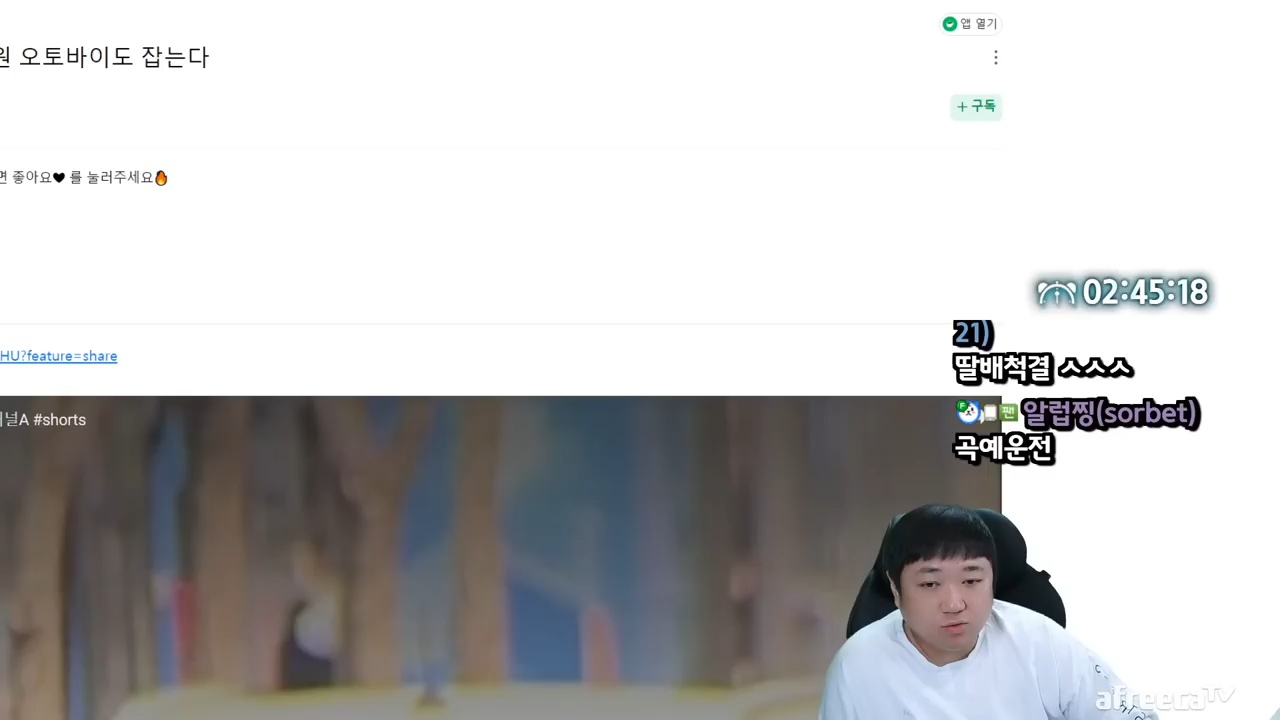 앱 열기
원 오토바이도 잡는다
+ 구독
면 좋아요🖤 를 눌러주세요🔥
02:45:18
21)
딸배척결 ㅅㅅㅅ
HU?feature=share
팬 알럽찡(sorbet)
곡예운전
널A #shorts
afreecaTV